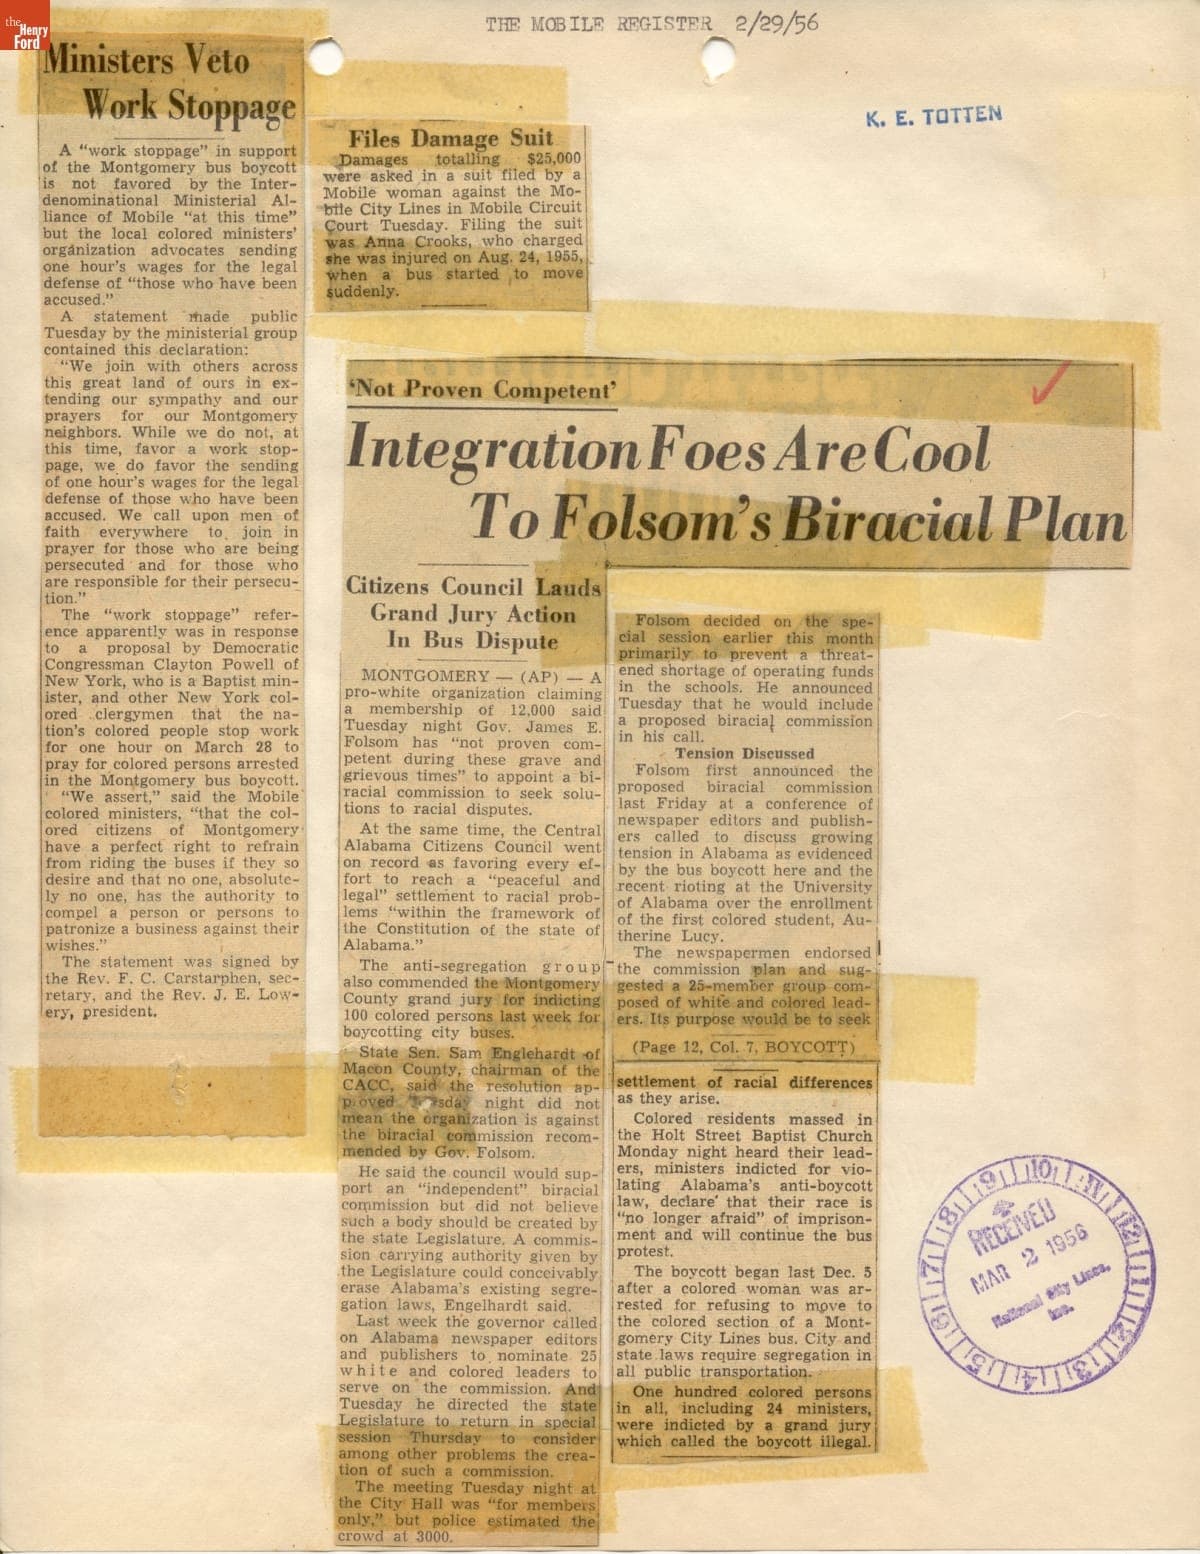 the
Henry
Ford
THE MOBILE REGISTER 2/29/56
K. E. TOTTEN
Ministers Veto
Work Stoppage
A “work stoppage” in support
of the Montgomery bus boycott
is not favored by the Inter-
denominational Ministerial Al-
liance of Mobile “at this time”
but the local colored ministers’
organization advocates sending
one hour’s wages for the legal
defense of “those who have been
accused.”
A statement made public
Tuesday by the ministerial group
contained this declaration:
“We join with others across
this great land of ours in ex-
tending our sympathy and our
prayers for our Montgomery
neighbors. While we do not, at
this time, favor a work stop-
page, we do favor the sending
of one hour’s wages for the legal
defense of those who have been
accused. We call upon men of
faith everywhere to join in
prayer for those who are being
persecuted and for those who
are responsible for their persecu-
tion.”
The “work stoppage” refer-
ence apparently was in response
to a proposal by Democratic
Congressman Clayton Powell of
New York, who is a Baptist min-
ister, and other New York col-
ored clergymen that the na-
tion’s colored people stop work
for one hour on March 28 to
pray for colored persons arrested
in the Montgomery bus boycott.
“We assert,” said the Mobile
colored ministers, “that the col-
ored citizens of Montgomery
have a perfect right to refrain
from riding the buses if they so
desire and that no one, absolute-
ly no one, has the authority to
compel a person or persons to
patronize a business against their
wishes.”
The statement was signed by
the Rev. F. C. Carstarphen, sec-
retary, and the Rev. J. E. Low-
ery, president.
Files Damage Suit
Damages totalling $25,000
were asked in a suit filed by a
Mobile woman against the Mo-
bile City Lines in Mobile Circuit
Court Tuesday. Filing the suit
was Anna Crooks, who charged
she was injured on Aug. 24, 1955,
when a bus started to move
suddenly.
‘Not Proven Competent’
Integration Foes Are Cool
To Folsom’s Biracial Plan
Citizens Council Lauds
Grand Jury Action
In Bus Dispute
MONTGOMERY — (AP) — A
pro-white organization claiming
a membership of 12,000 said
Tuesday night Gov. James E.
Folsom has “not proven com-
petent during these grave and
grievous times” to appoint a bi-
racial commission to seek solu-
tions to racial disputes.
At the same time, the Central
Alabama Citizens Council went
on record as favoring every ef-
fort to reach a “peaceful and
legal” settlement to racial prob-
lems “within the framework of
the Constitution of the state of
Alabama.”
The anti-segregation group
also commended the Montgomery
County grand jury for indicting
100 colored persons last week for
boycotting city buses.
State Sen. Sam Englehardt of
Macon County, chairman of the
CACC, said the resolution ap-
proved Tuesday night did not
mean the organization is against
the biracial commission recom-
mended by Gov. Folsom.
He said the council would sup-
port an “independent” biracial
commission but did not believe
such a body should be created by
the state Legislature. A commis-
sion carrying authority given by
the Legislature could conceivably
erase Alabama’s existing segre-
gation laws, Engelhardt said.
Last week the governor called
on Alabama newspaper editors
and publishers to nominate 25
white and colored leaders to
serve on the commission. And
Tuesday he directed the state
Legislature to return in special
session Thursday to consider
among other problems the crea-
tion of such a commission.
The meeting Tuesday night at
the City Hall was “for members
only,” but police estimated the
crowd at 3000.
Folsom decided on the spe-
cial session earlier this month
primarily to prevent a threat-
ened shortage of operating funds
in the schools. He announced
Tuesday that he would include
a proposed biracial commission
in his call.
Tension Discussed
Folsom first announced the
proposed biracial commission
last Friday at a conference of
newspaper editors and publish-
ers called to discuss growing
tension in Alabama as evidenced
by the bus boycott here and the
recent rioting at the University
of Alabama over the enrollment
of the first colored student, Au-
therine Lucy.
The newspapermen endorsed
the commission plan and sug-
gested a 25-member group com-
posed of white and colored lead-
ers. Its purpose would be to seek
(Page 12, Col. 7, BOYCOTT)
settlement of racial differences
as they arise.
Colored residents massed in
the Holt Street Baptist Church
Monday night heard their lead-
ers, ministers indicted for vio-
lating Alabama’s anti-boycott
law, declare that their race is
“no longer afraid” of imprison-
ment and will continue the bus
protest.
The boycott began last Dec. 5
after a colored woman was ar-
rested for refusing to move to
the colored section of a Mont-
gomery City Lines bus. City and
state laws require segregation in
all public transportation.
One hundred colored persons
in all, including 24 ministers,
were indicted by a grand jury
which called the boycott illegal.
RECEIVED
MAR 2 1956
National City Lines,
Inc.
1 2 3 4 5 6 7 8 9 10 11 12